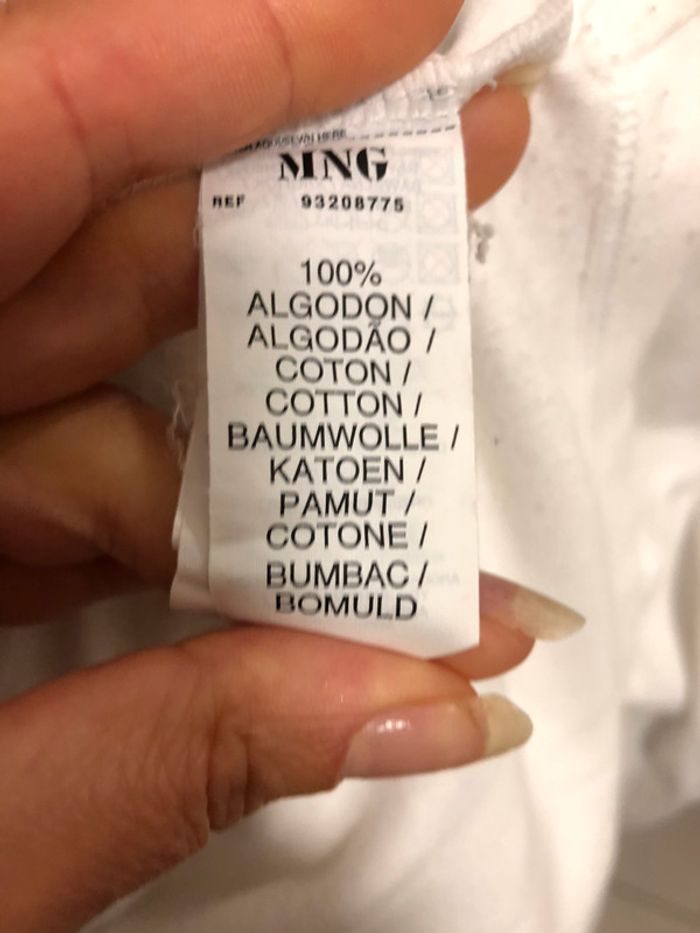 MNG
REF 93208775
100%
ALGODON /
ALGODÃO /
COTON /
COTTON /
BAUMWOLLE /
KATOEN /
PAMUT /
COTONE /
BUMBAC /
BOMULD